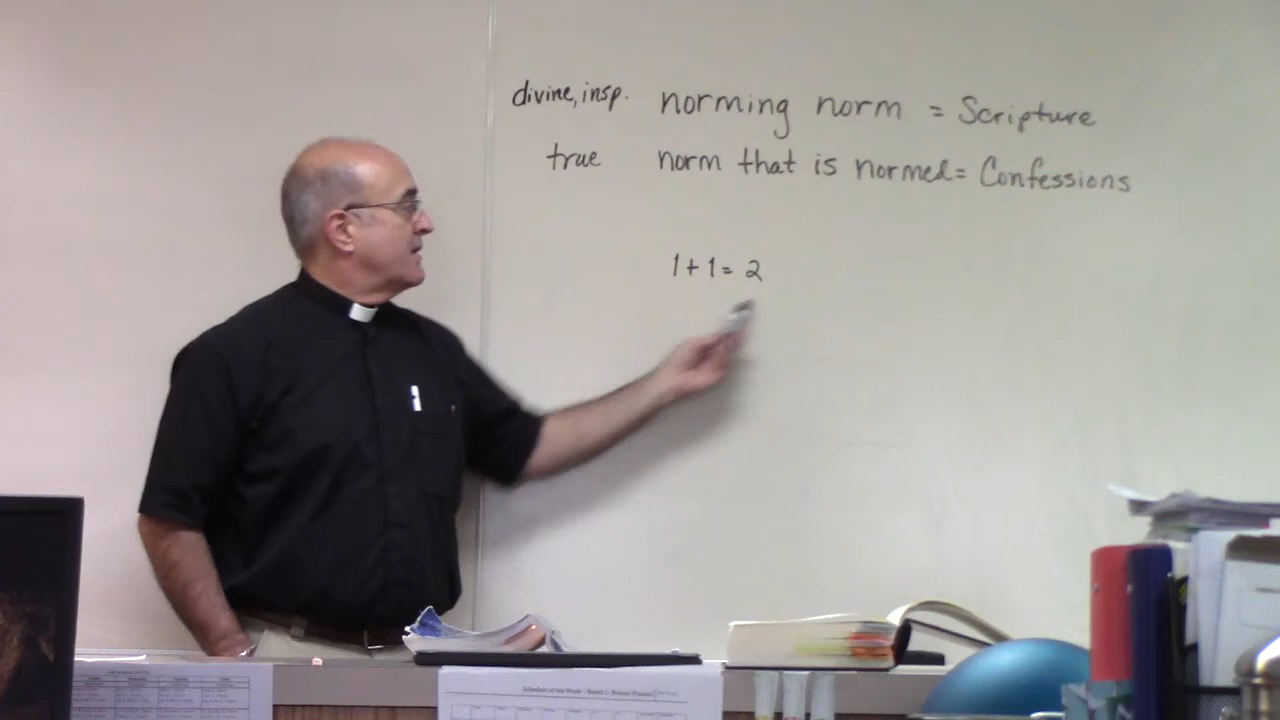 divine, insp. norming norm = Scripture
true norm that is normed = Confessions
1 + 1 = 2